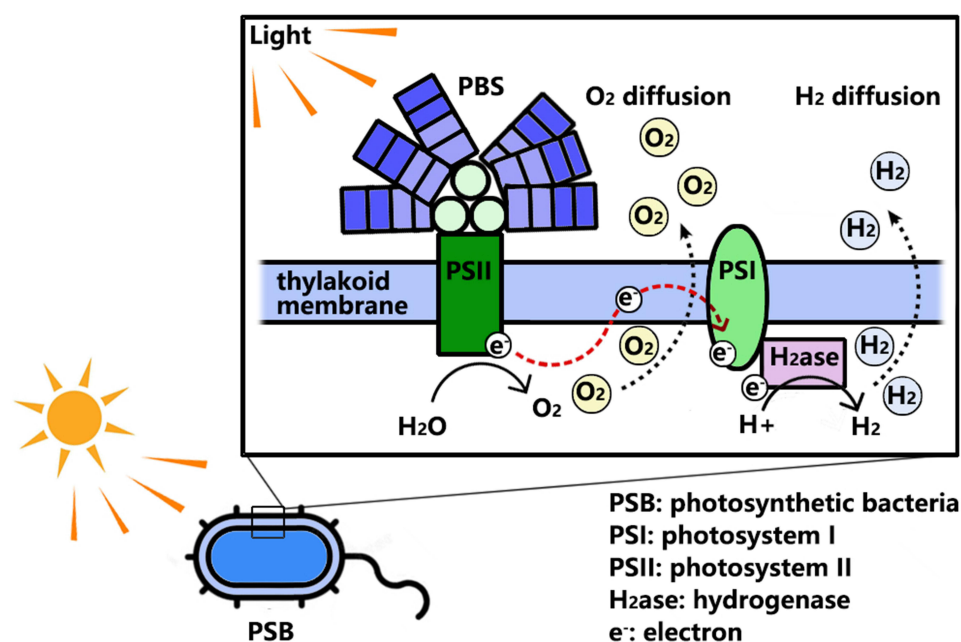 Light
PBS
O2 diffusion
H2 diffusion
O2
O2
O2
H2
H2
PSII
PSI
thylakoid
membrane
e-
e-
O2
e-
H2ase
H2
e-
O2
O2
H2
H2O
H+
H2
PSB: photosynthetic bacteria
PSI: photosystem I
PSII: photosystem II
H2ase: hydrogenase
e-: electron
PSB